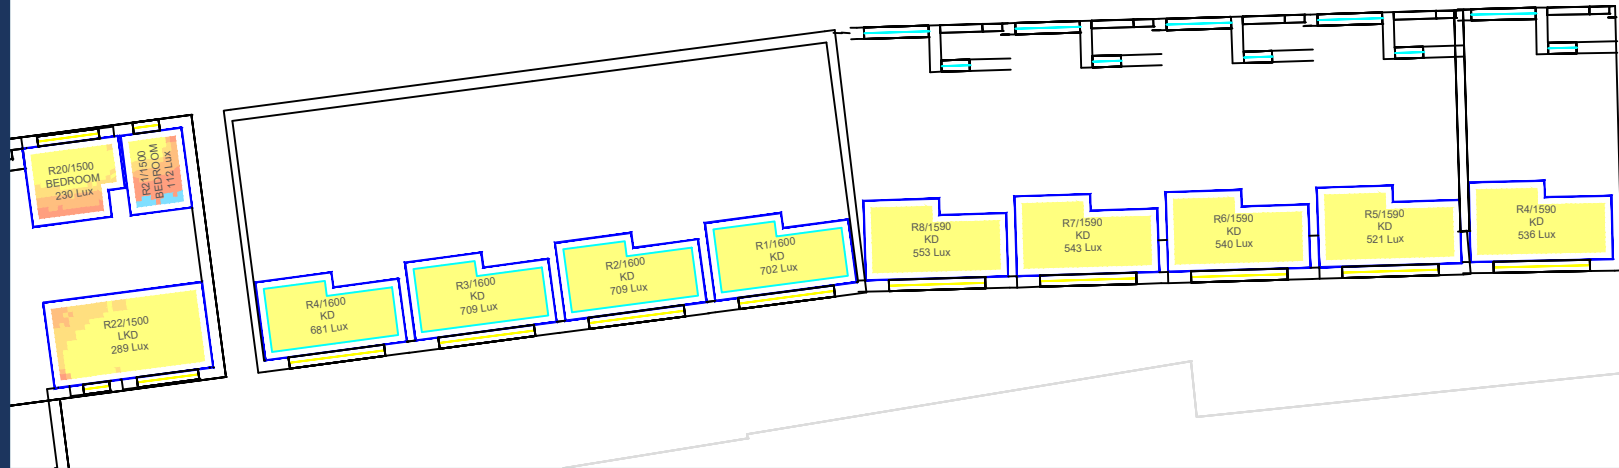 R20/1500
BEDROOM
230 Lux
R21/1500
BEDROOM
112 Lux
R22/1500
LKD
289 Lux
R4/1600
KD
681 Lux
R3/1600
KD
709 Lux
R2/1600
KD
709 Lux
R1/1600
KD
702 Lux
R8/1590
KD
553 Lux
R7/1590
KD
543 Lux
R6/1590
KD
540 Lux
R5/1590
KD
521 Lux
R4/1590
KD
536 Lux